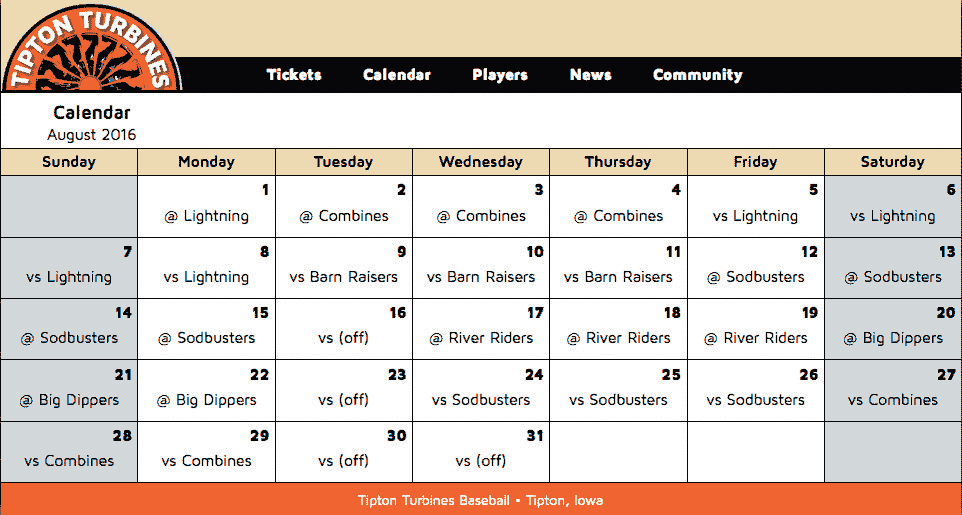 TIPTON TURBINES
Tickets Calendar Players News Community
Calendar
August 2016
Sunday Monday Tuesday Wednesday Thursday Friday Saturday
1 2 3 4 5 6
@ Lightning @ Combines @ Combines @ Combines vs Lightning vs Lightning
7 8 9 10 11 12 13
vs Lightning vs Lightning vs Barn Raisers vs Barn Raisers vs Barn Raisers @ Sodbusters @ Sodbusters
14 15 16 17 18 19 20
@ Sodbusters @ Sodbusters vs (off) @ River Riders @ River Riders @ River Riders @ Big Dippers
21 22 23 24 25 26 27
@ Big Dippers @ Big Dippers vs (off) vs Sodbusters vs Sodbusters vs Sodbusters vs Combines
28 29 30 31
vs Combines vs Combines vs (off) vs (off)
Tipton Turbines Baseball • Tipton, Iowa